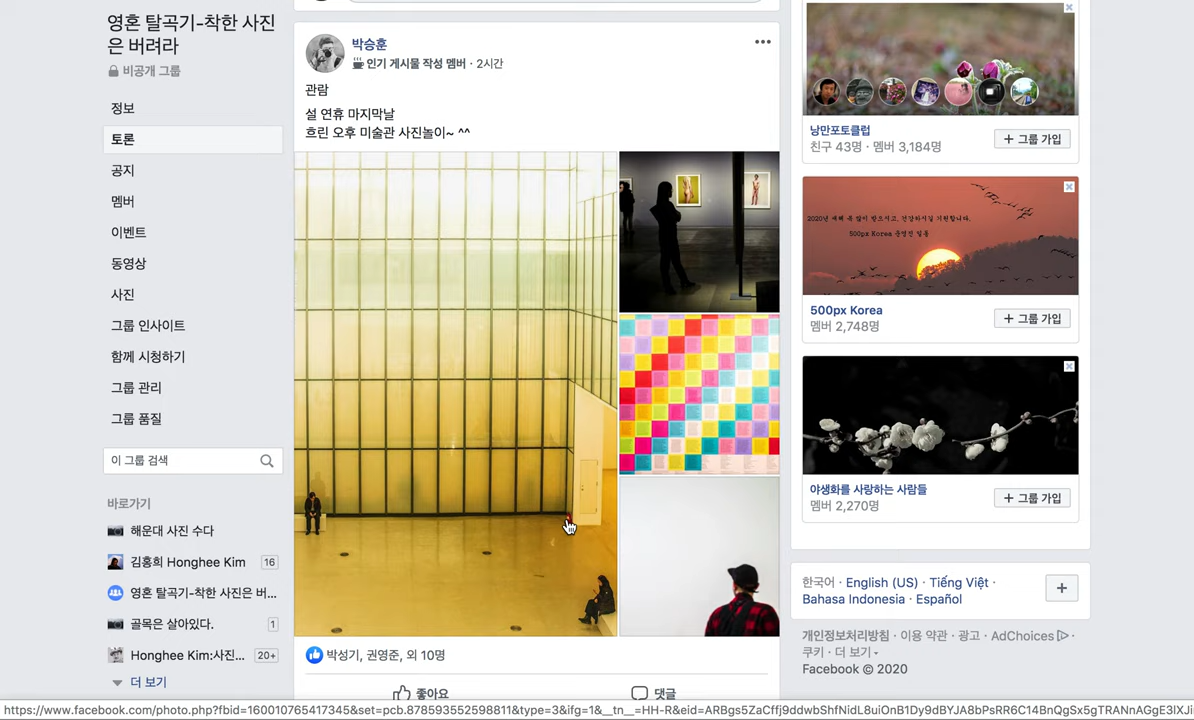 영혼 탈곡기-착한 사진
은 버려라
비공개 그룹
정보
토론
공지
멤버
이벤트
동영상
사진
그룹 인사이트
함께 시청하기
그룹 관리
그룹 품질
이 그룹 검색
바로가기
해운대 사진 수다
김홍희 Honghee Kim 16
영혼 탈곡기-착한 사진은 버...
골목은 살아있다. 1
Honghee Kim:사진... 20+
더 보기
박승훈
인기 게시물 작성 멤버 · 2시간
관람
설 연휴 마지막날
흐린 오후 미술관 사진놀이~ ^^
박성기, 권영준, 외 10명
좋아요 댓글
낭만포토클럽
친구 43명 · 멤버 3,184명
+ 그룹 가입
2020년 새해 복 많이 받으시고, 건강하시길 기원합니다.
500px Korea 운영진 일동
500px Korea
멤버 2,748명
+ 그룹 가입
야생화를 사랑하는 사람들
멤버 2,270명
+ 그룹 가입
한국어 · English (US) · Tiếng Việt ·
Bahasa Indonesia · Español
개인정보처리방침 · 이용 약관 · 광고 · AdChoices ·
쿠키 · 더 보기
Facebook © 2020
https://www.facebook.com/photo.php?fbid=160010765417345&set=pcb.878593552598811&type=3&ifg=1&__tn__=HH-R&eid=ARBgs5ZaCffj9ddwbShfNidL8uiOnB1Dy9dBYJA8bPsRR6C14BnQgSx5gTRANnAGgE3IXJi